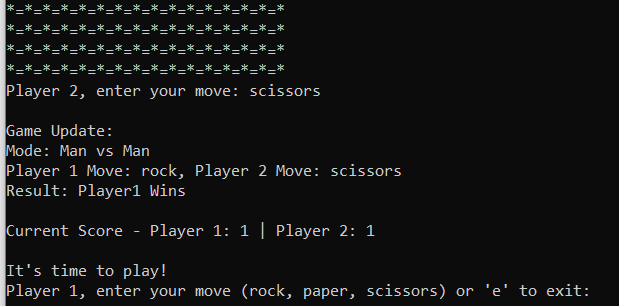 *=*=*=*=*=*=*=*=*=*=*=*=*=*=*=*
*=*=*=*=*=*=*=*=*=*=*=*=*=*=*=*
*=*=*=*=*=*=*=*=*=*=*=*=*=*=*=*
*=*=*=*=*=*=*=*=*=*=*=*=*=*=*=*
Player 2, enter your move: scissors
Game Update:
Mode: Man vs Man
Player 1 Move: rock, Player 2 Move: scissors
Result: Player1 Wins
Current Score - Player 1: 1 | Player 2: 1
It's time to play!
Player 1, enter your move (rock, paper, scissors) or 'e' to exit: